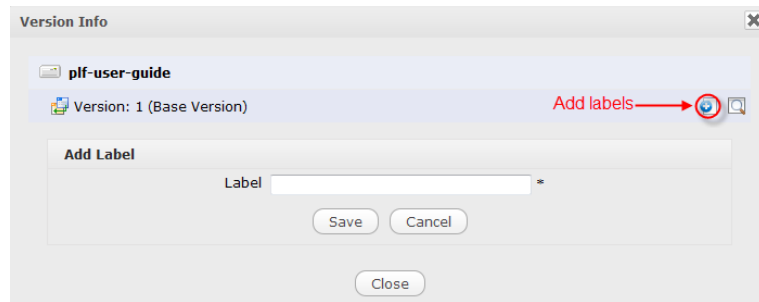 Version Info
plf-user-guide
Version: 1 (Base Version)
Add labels
Add Label
Label *
Save Cancel
Close